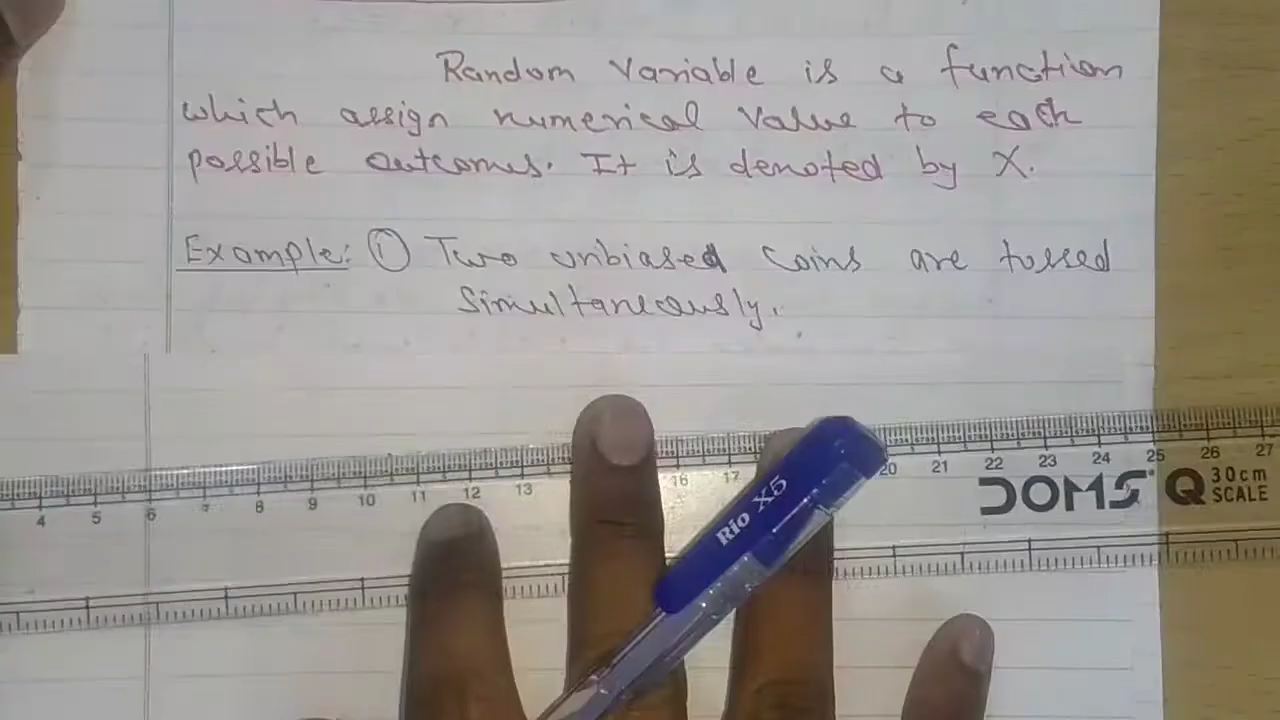 Random Variable is a function
which assign numerical value to each
possible outcomes. It is denoted by X.
Example: ① Two unbiased coins are tossed
simultaneously.
Rio X5
4 5 6 7 8 9 10 11 12 13 16 17 20 21 22 23 24 25 26 27
DOMS Q 30cm
SCALE